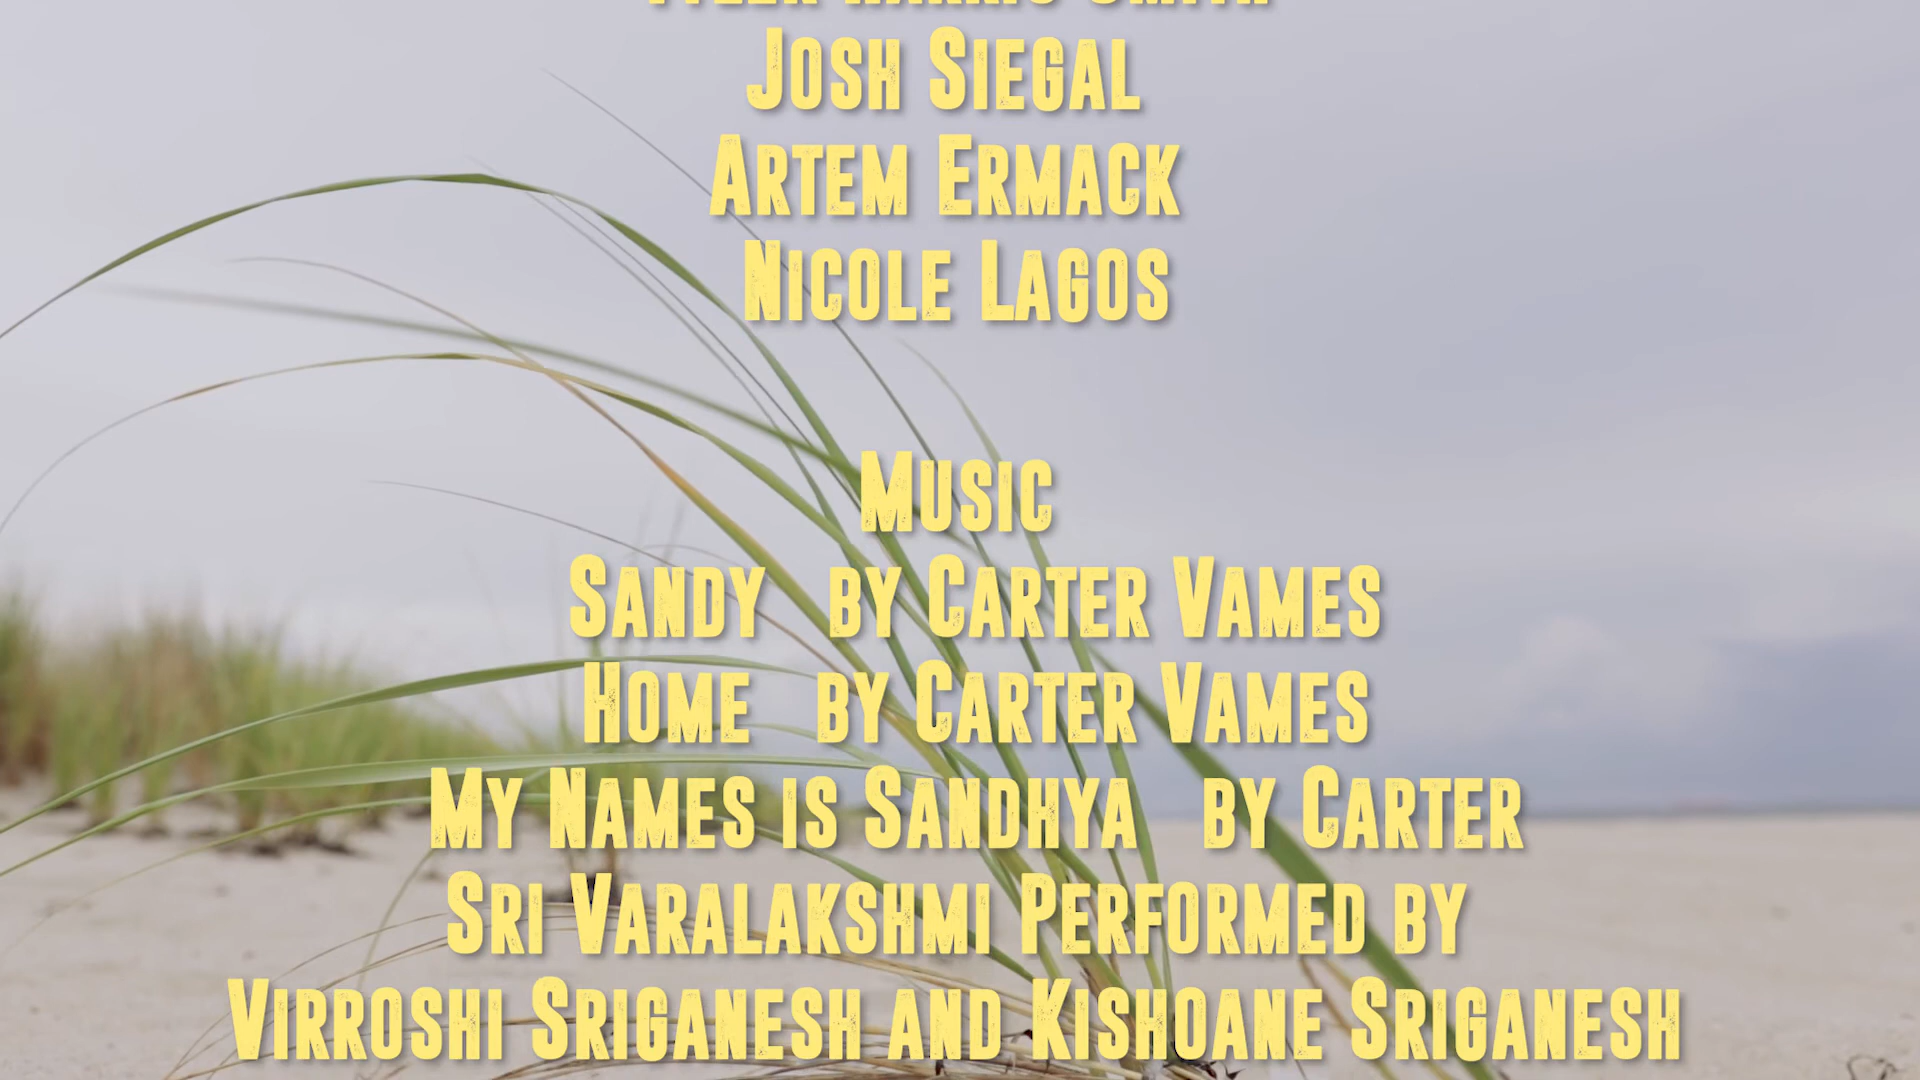 Josh Siegal
Artem Ermack
Nicole Lagos
Music
Sandy by Carter Vames
Home by Carter Vames
My Names is Sandhya by Carter
Sri Varalakshmi Performed by
Virroshi Sriganesh and Kishoane Sriganesh